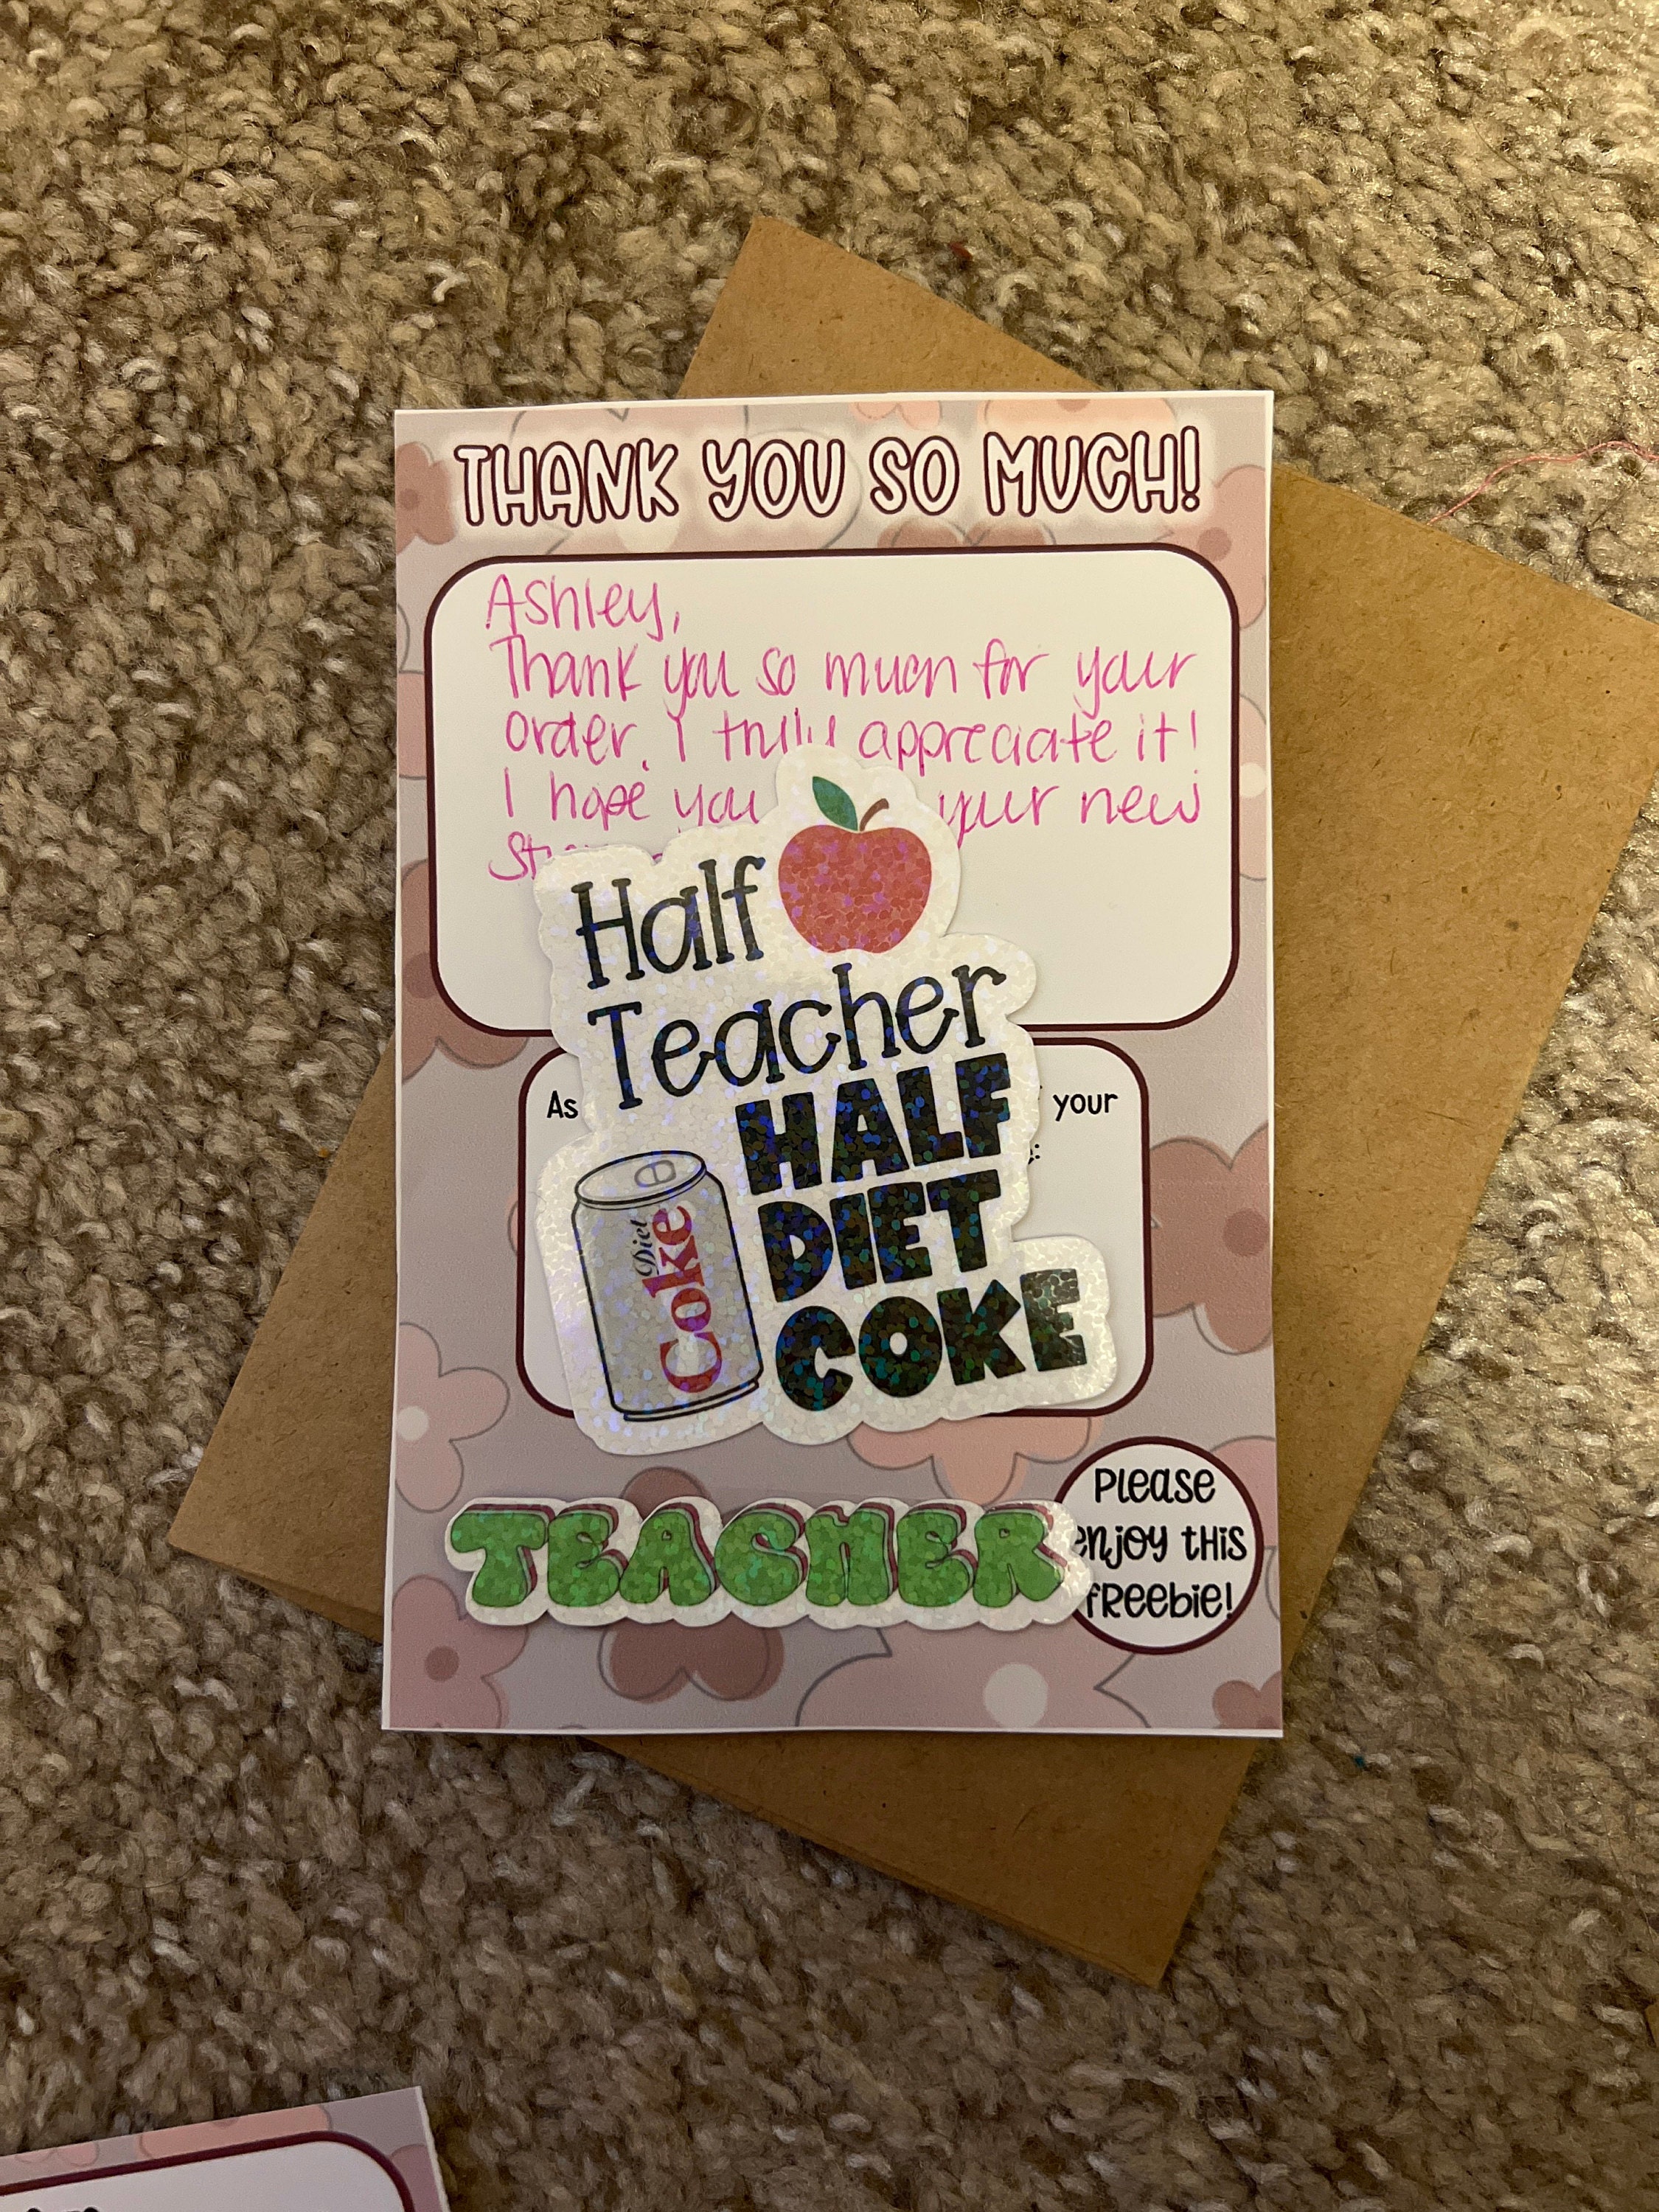 THANK YOU SO MUCH!
Ashley,
Thank you so much for your
order. I truly appreciate it!
I hope you your new
Half
Teacher
HALF
DIET
COKE
Diet
Coke
As your
TEACHER
Please
enjoy this
freebie!